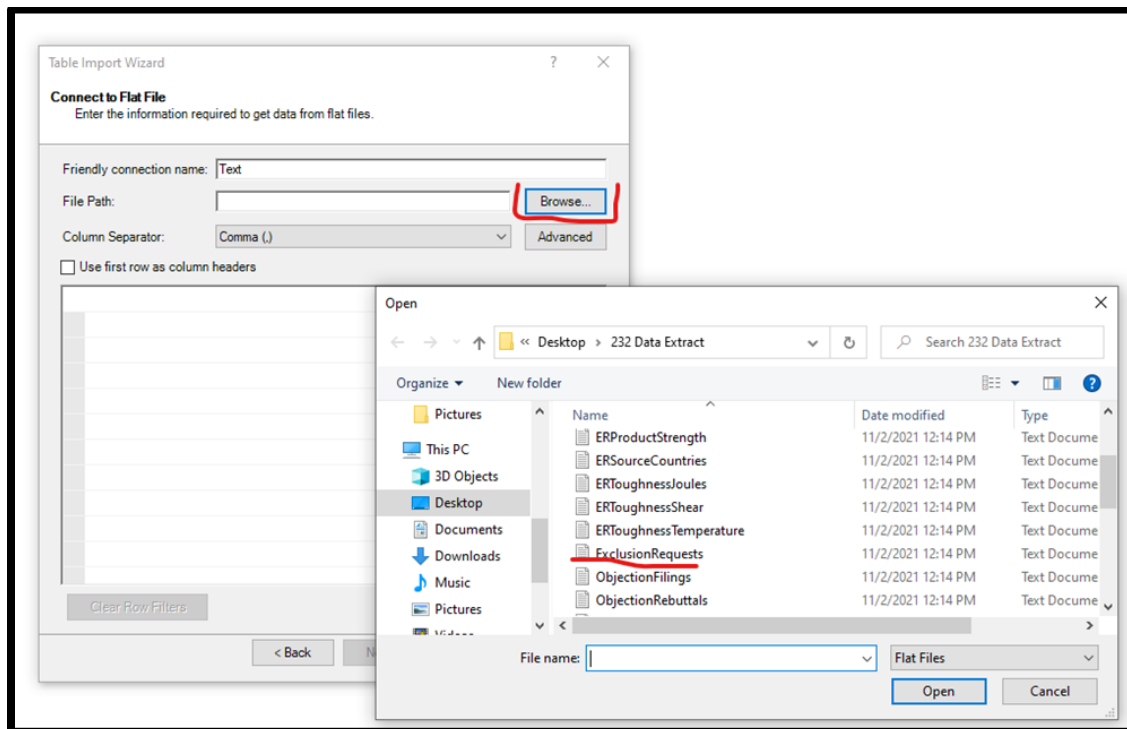 Table Import Wizard
?
Connect to Flat File
Enter the information required to get data from flat files.
Friendly connection name: Text
File Path: Browse...
Column Separator: Comma (,) Advanced
Use first row as column headers
Clear Row Filters
< Back
Open
« Desktop > 232 Data Extract
Search 232 Data Extract
Organize New folder
?
Pictures
This PC
3D Objects
Desktop
Documents
Downloads
Music
Pictures
Videos
Name Date modified Type
ERProductStrength 11/2/2021 12:14 PM Text Docume
ERSourceCountries 11/2/2021 12:14 PM Text Docume
ERToughnessJoules 11/2/2021 12:14 PM Text Docume
ERToughnessShear 11/2/2021 12:14 PM Text Docume
ERToughnessTemperature 11/2/2021 12:14 PM Text Docume
ExclusionRequests 11/2/2021 12:14 PM Text Docume
ObjectionFilings 11/2/2021 12:14 PM Text Docume
ObjectionRebuttals 11/2/2021 12:14 PM Text Docume
File name: Flat Files
Open Cancel